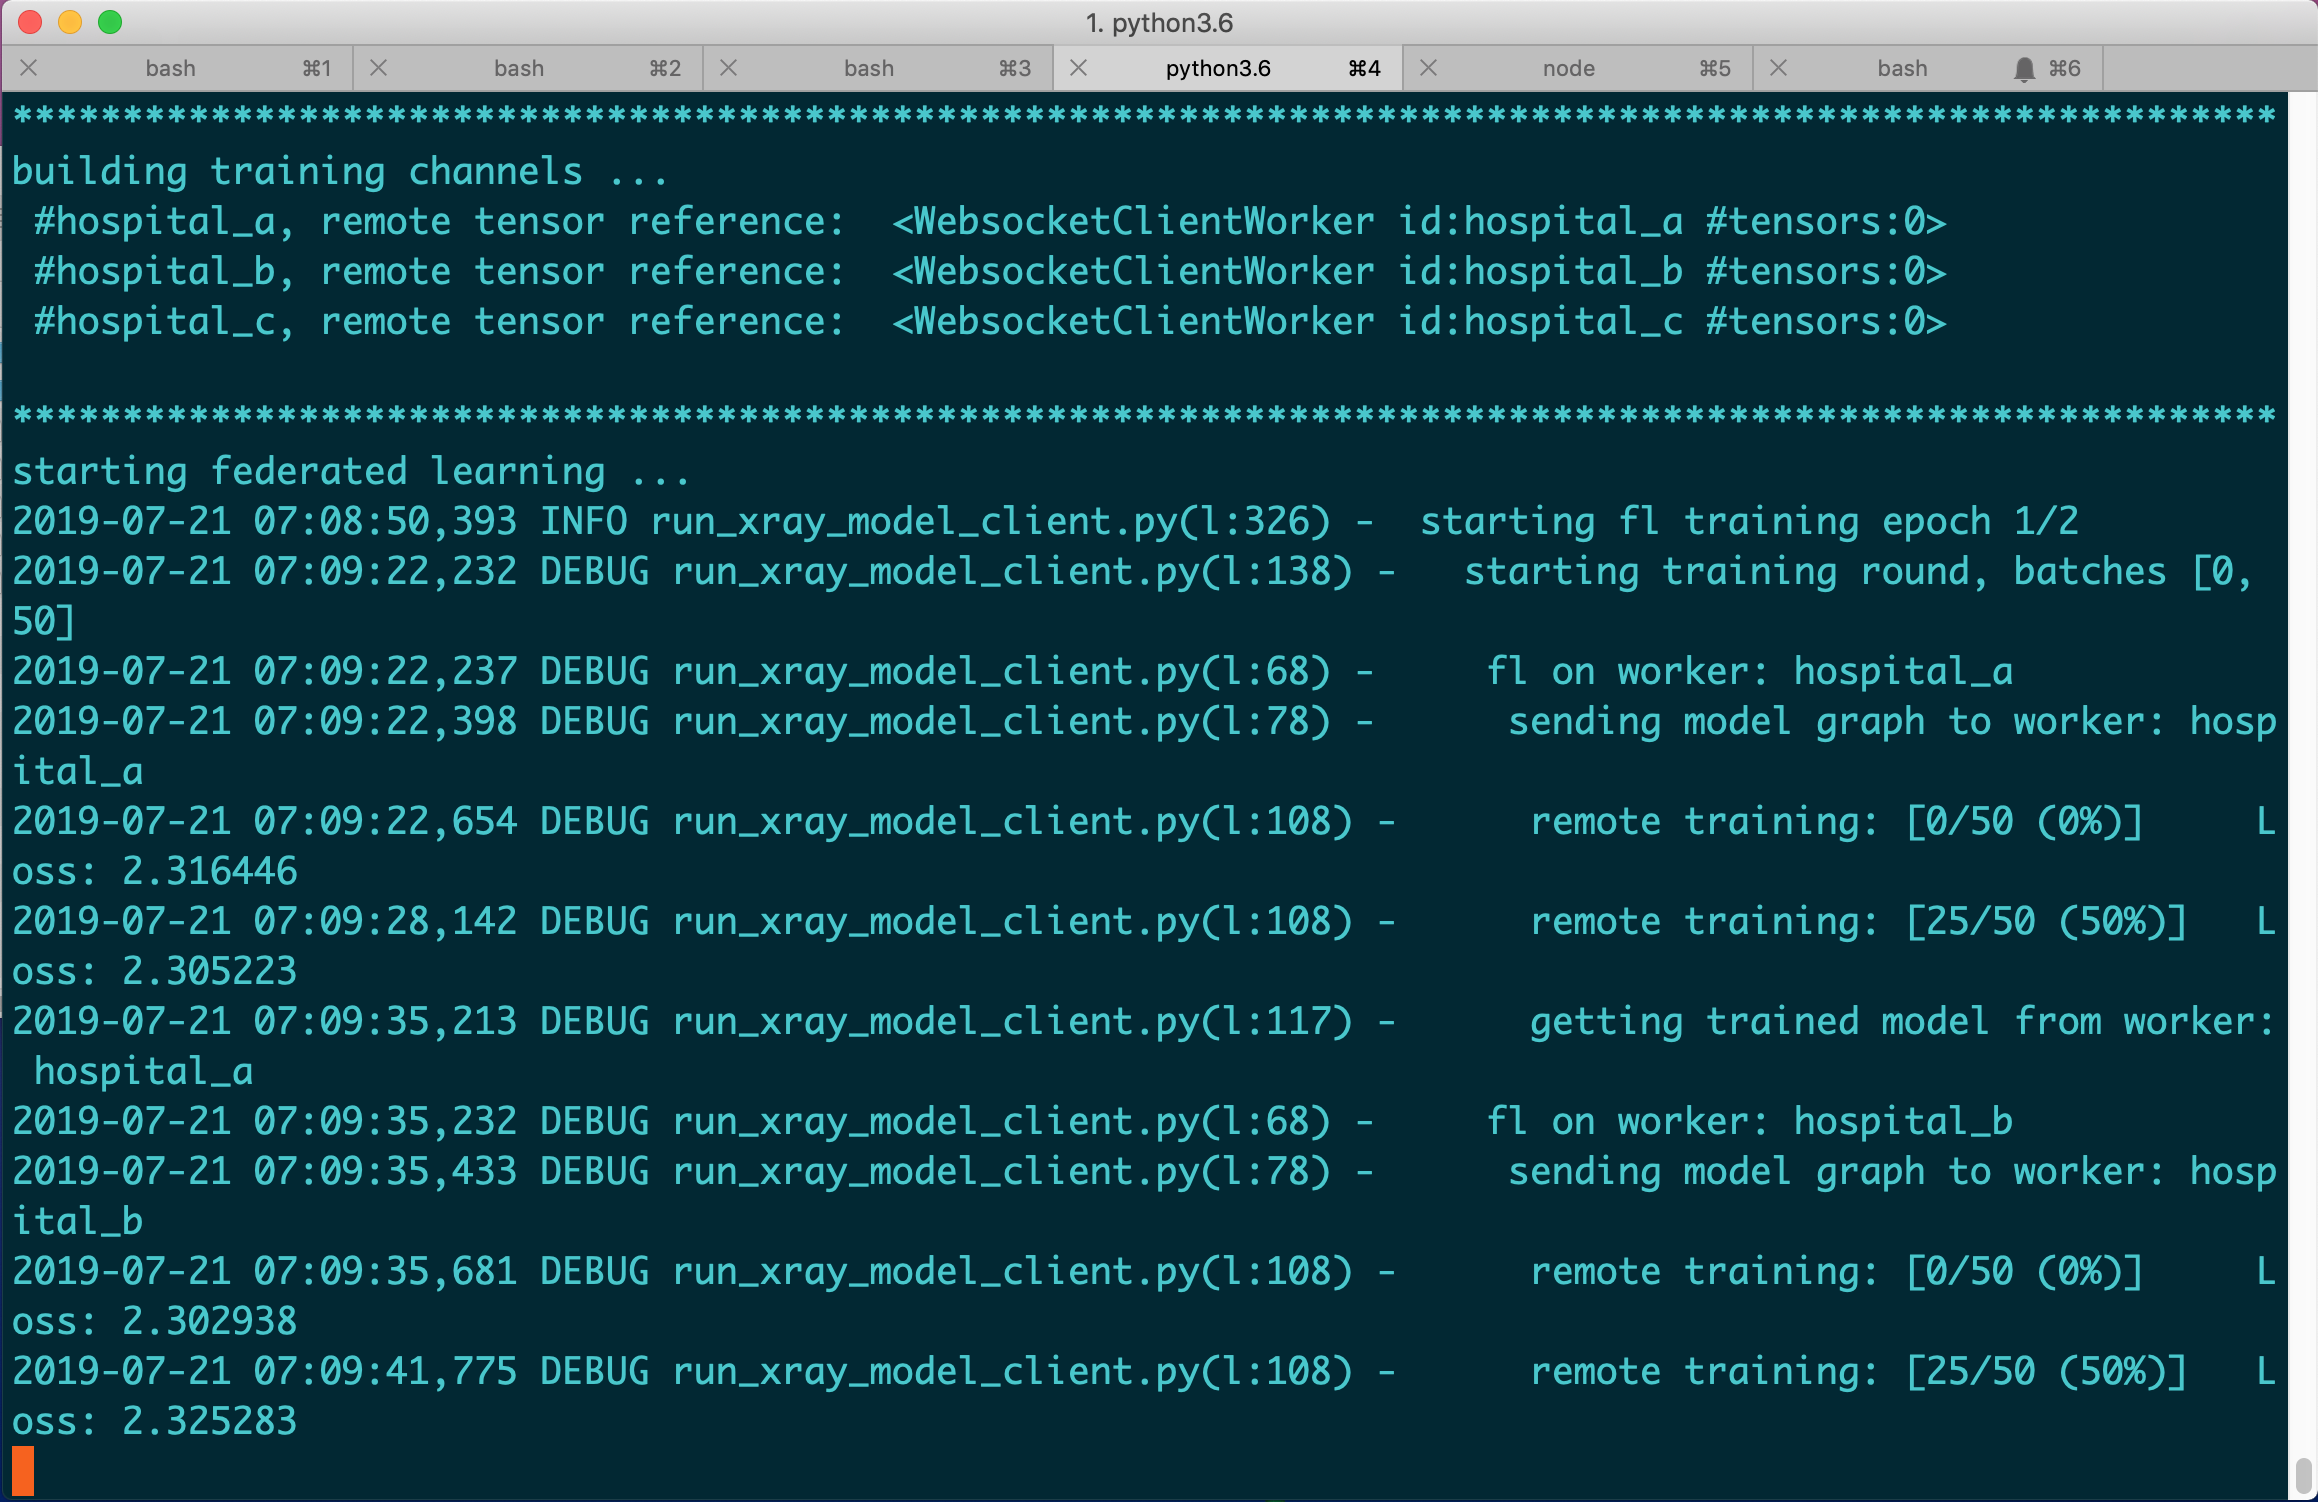 1. python3.6
bash ⌘1 bash ⌘2 bash ⌘3 python3.6 ⌘4 node ⌘5 bash ⌘6
*******************************************************************************************************
building training channels ...
 #hospital_a, remote tensor reference:  <WebsocketClientWorker id:hospital_a #tensors:0>
 #hospital_b, remote tensor reference:  <WebsocketClientWorker id:hospital_b #tensors:0>
 #hospital_c, remote tensor reference:  <WebsocketClientWorker id:hospital_c #tensors:0>
*******************************************************************************************************
starting federated learning ...
2019-07-21 07:08:50,393 INFO run_xray_model_client.py(l:326) -  starting fl training epoch 1/2
2019-07-21 07:09:22,232 DEBUG run_xray_model_client.py(l:138) -   starting training round, batches [0,
50]
2019-07-21 07:09:22,237 DEBUG run_xray_model_client.py(l:68) -     fl on worker: hospital_a
2019-07-21 07:09:22,398 DEBUG run_xray_model_client.py(l:78) -      sending model graph to worker: hosp
ital_a
2019-07-21 07:09:22,654 DEBUG run_xray_model_client.py(l:108) -      remote training: [0/50 (0%)]     L
oss: 2.316446
2019-07-21 07:09:28,142 DEBUG run_xray_model_client.py(l:108) -      remote training: [25/50 (50%)]   L
oss: 2.305223
2019-07-21 07:09:35,213 DEBUG run_xray_model_client.py(l:117) -      getting trained model from worker:
 hospital_a
2019-07-21 07:09:35,232 DEBUG run_xray_model_client.py(l:68) -     fl on worker: hospital_b
2019-07-21 07:09:35,433 DEBUG run_xray_model_client.py(l:78) -      sending model graph to worker: hosp
ital_b
2019-07-21 07:09:35,681 DEBUG run_xray_model_client.py(l:108) -      remote training: [0/50 (0%)]     L
oss: 2.302938
2019-07-21 07:09:41,775 DEBUG run_xray_model_client.py(l:108) -      remote training: [25/50 (50%)]   L
oss: 2.325283